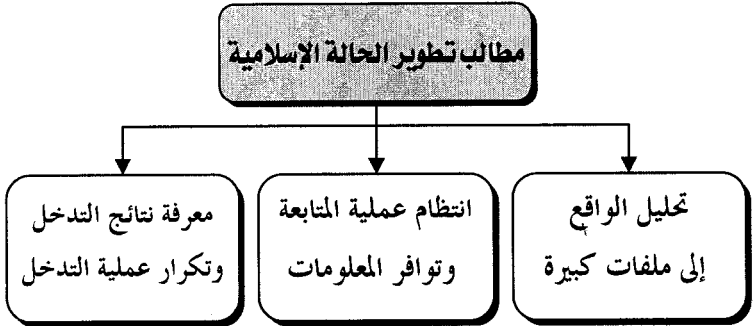 مطالب تطوير الحالة الإسلامية
تحليل الواقع
إلى ملفات كبيرة
انتظام عملية المتابعة
وتوافر المعلومات
معرفة نتائج التدخل
وتكرار عملية التدخل